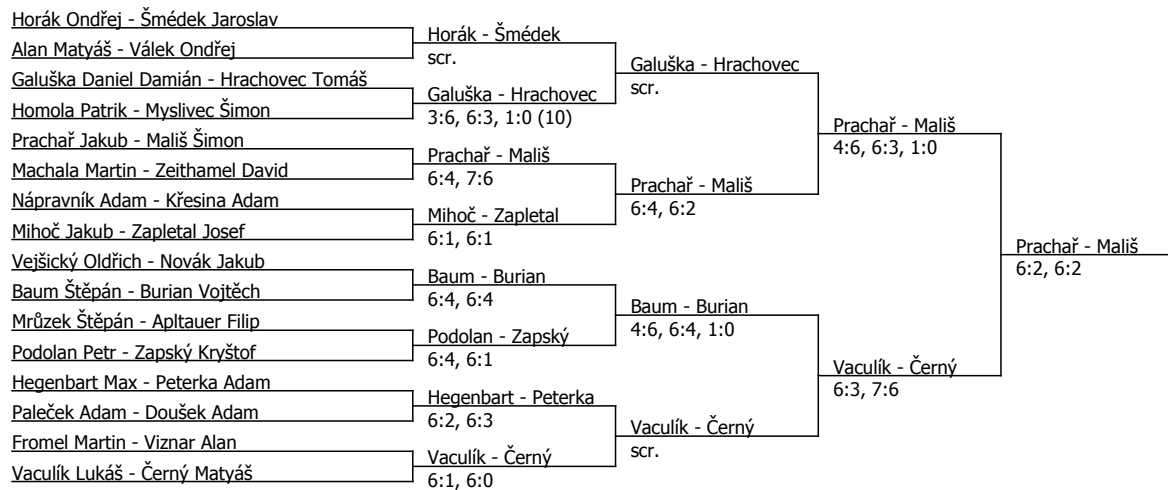 Horák Ondřej - Šmédek Jaroslav
Alan Matyáš - Válek Ondřej
Galuška Daniel Damián - Hrachovec Tomáš
Homola Patrik - Myslivec Šimon
Prachař Jakub - Mališ Šimon
Machala Martin - Zeithamel David
Nápravník Adam - Křesina Adam
Mihoč Jakub - Zapletal Josef
Vejšický Oldřich - Novák Jakub
Baum Štěpán - Burian Vojtěch
Mrůzek Štěpán - Apltauer Filip
Podolan Petr - Zapský Kryštof
Hegenbart Max - Peterka Adam
Paleček Adam - Doušek Adam
Fromel Martin - Viznar Alan
Vaculík Lukáš - Černý Matyáš
Horák - Šmédek
scr.
Galuška - Hrachovec
3:6, 6:3, 1:0 (10)
Prachař - Mališ
6:4, 7:6
Mihoč - Zapletal
6:1, 6:1
Baum - Burian
6:4, 6:4
Podolan - Zapský
6:4, 6:1
Hegenbart - Peterka
6:2, 6:3
Vaculík - Černý
6:1, 6:0
Galuška - Hrachovec
scr.
Prachař - Mališ
6:4, 6:2
Baum - Burian
4:6, 6:4, 1:0
Vaculík - Černý
scr.
Prachař - Mališ
4:6, 6:3, 1:0
Vaculík - Černý
6:3, 7:6
Prachař - Mališ
6:2, 6:2